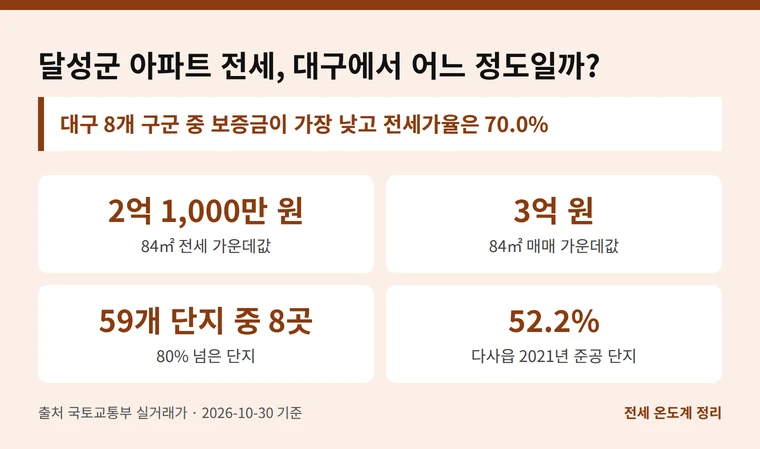 달성군 아파트 전세, 대구에서 어느 정도일까?
대구 8개 구군 중 보증금이 가장 낮고 전세가율은 70.0%
2억 1,000만 원
84㎡ 전세 가운데값
3억 원
84㎡ 매매 가운데값
59개 단지 중 8곳
80% 넘은 단지
52.2%
다사읍 2021년 준공 단지
출처 국토교통부 실거래가 · 2026-10-30 기준
전세 온도계 정리